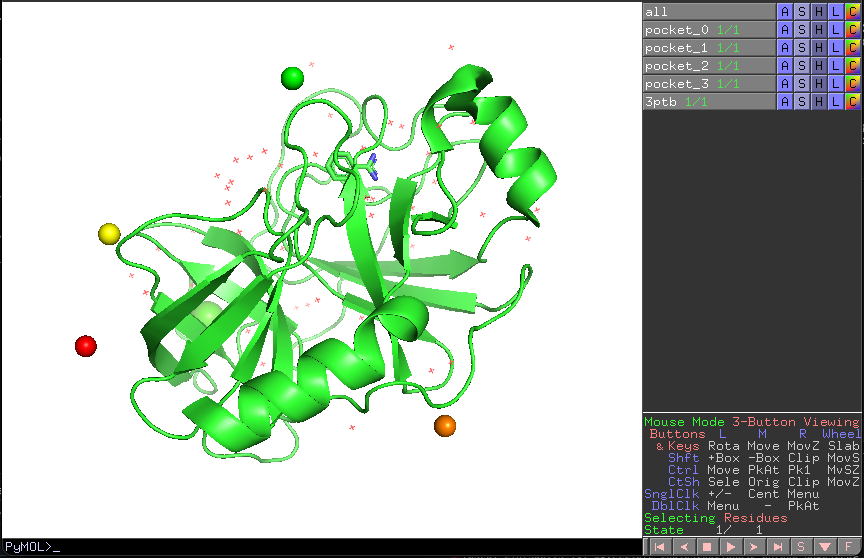 all A S H L C
pocket_0 1/1 A S H L C
pocket_1 1/1 A S H L C
pocket_2 1/1 A S H L C
pocket_3 1/1 A S H L C
3ptb 1/1 A S H L C
Mouse Mode 3-Button Viewing
Buttons L M R Wheel
& Keys Rota Move MovZ Slab
Shft +Box -Box Clip MovS
Ctrl Move PkAt Pk1 MvSZ
CtSh Sele Orig Clip MovZ
SnglClk +/- Cent Menu
DblClk Menu - PkAt
Selecting Residues
State 1/ 1
S F
PyMOL>_